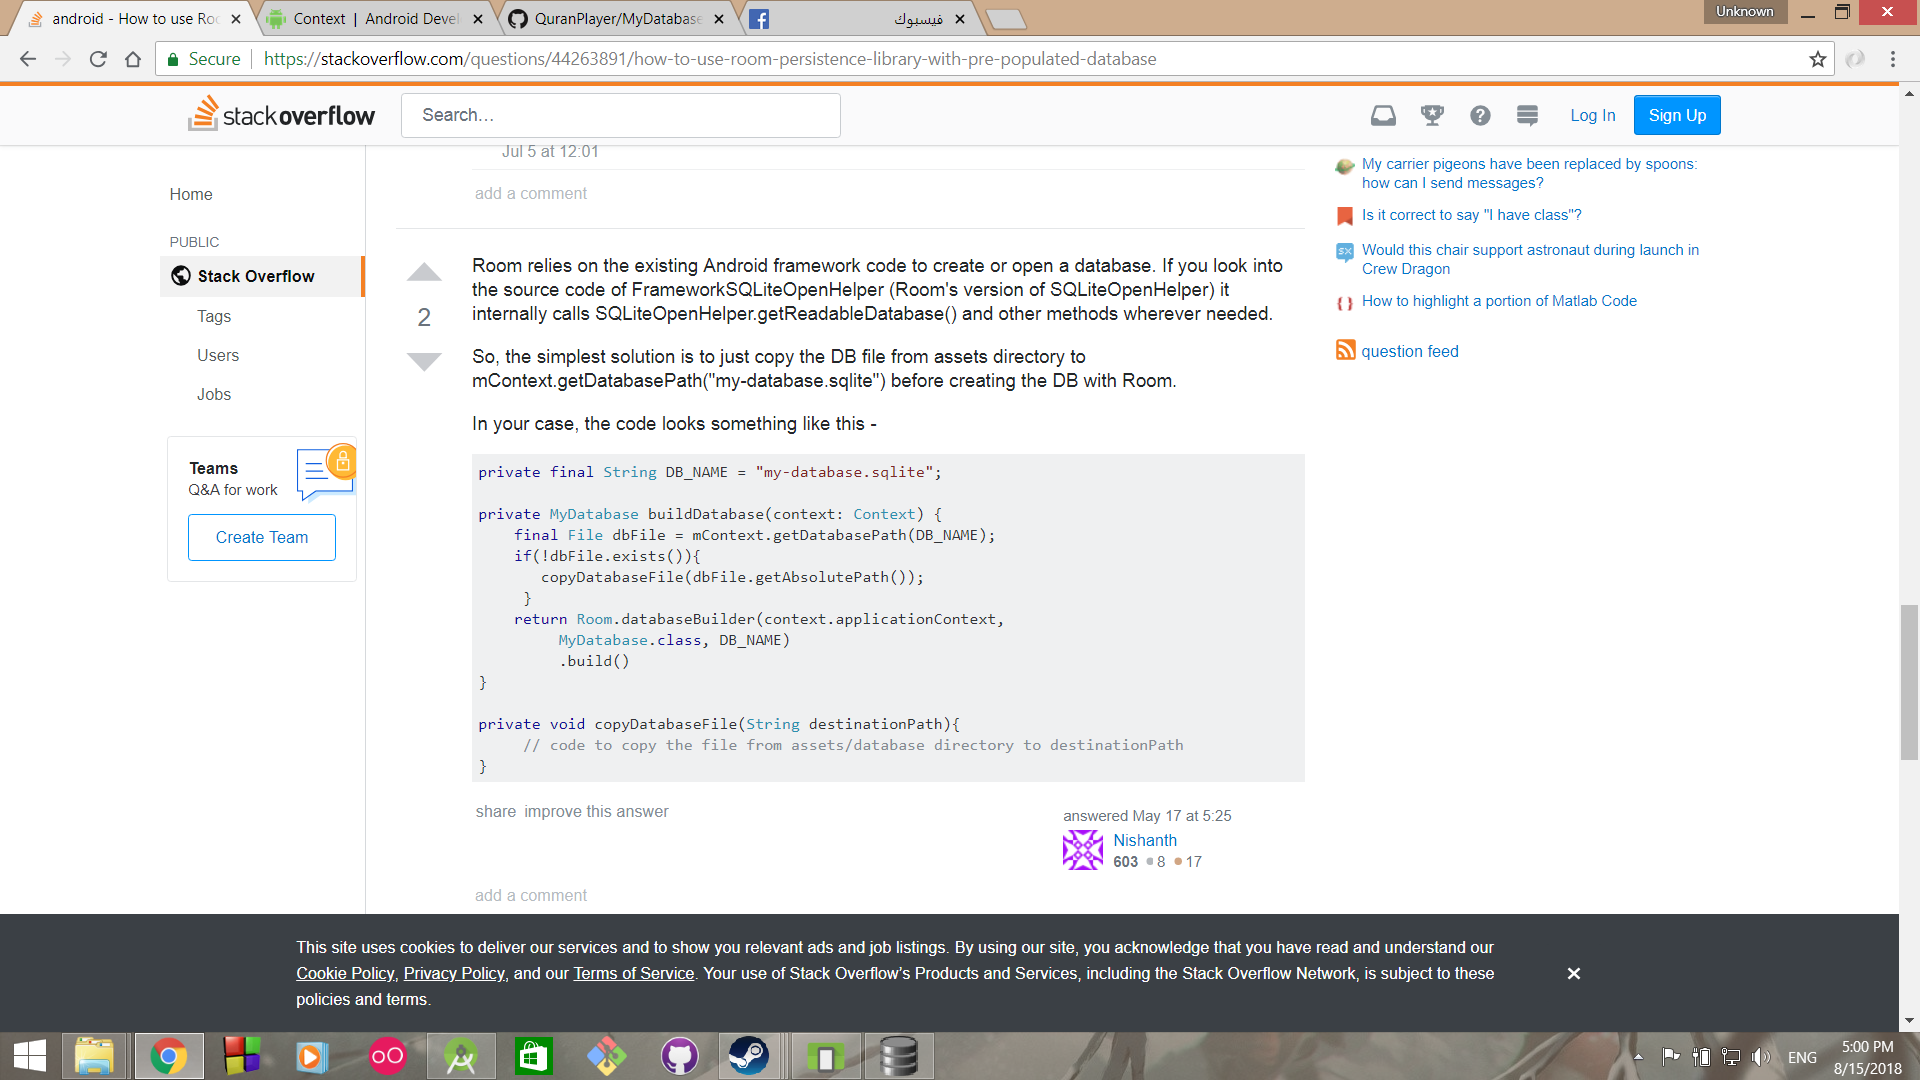 android - How to use Roo
Context | Android Devel
QuranPlayer/MyDatabase
فيسبوك
Unknown
Secure
https://stackoverflow.com/questions/44263891/how-to-use-room-persistence-library-with-pre-populated-database
stackoverflow
Search...
Log In
Sign Up
Jul 5 at 12:01
add a comment
Home
PUBLIC
Stack Overflow
Tags
Users
Jobs
Teams
Q&A for work
Create Team
2
Room relies on the existing Android framework code to create or open a database. If you look into
the source code of FrameworkSQLiteOpenHelper (Room's version of SQLiteOpenHelper) it
internally calls SQLiteOpenHelper.getReadableDatabase() and other methods wherever needed.
So, the simplest solution is to just copy the DB file from assets directory to
mContext.getDatabasePath("my-database.sqlite") before creating the DB with Room.
In your case, the code looks something like this -
private final String DB_NAME = "my-database.sqlite";
private MyDatabase buildDatabase(context: Context) {
final File dbFile = mContext.getDatabasePath(DB_NAME);
if(!dbFile.exists()){
copyDatabaseFile(dbFile.getAbsolutePath());
}
return Room.databaseBuilder(context.applicationContext,
MyDatabase.class, DB_NAME)
.build()
}
private void copyDatabaseFile(String destinationPath){
// code to copy the file from assets/database directory to destinationPath
}
share improve this answer
answered May 17 at 5:25
Nishanth
603 8 17
add a comment
My carrier pigeons have been replaced by spoons:
how can I send messages?
Is it correct to say "I have class"?
Would this chair support astronaut during launch in
Crew Dragon
How to highlight a portion of Matlab Code
question feed
This site uses cookies to deliver our services and to show you relevant ads and job listings. By using our site, you acknowledge that you have read and understand our
Cookie Policy, Privacy Policy, and our Terms of Service. Your use of Stack Overflow's Products and Services, including the Stack Overflow Network, is subject to these
policies and terms.
ENG
5:00 PM
8/15/2018